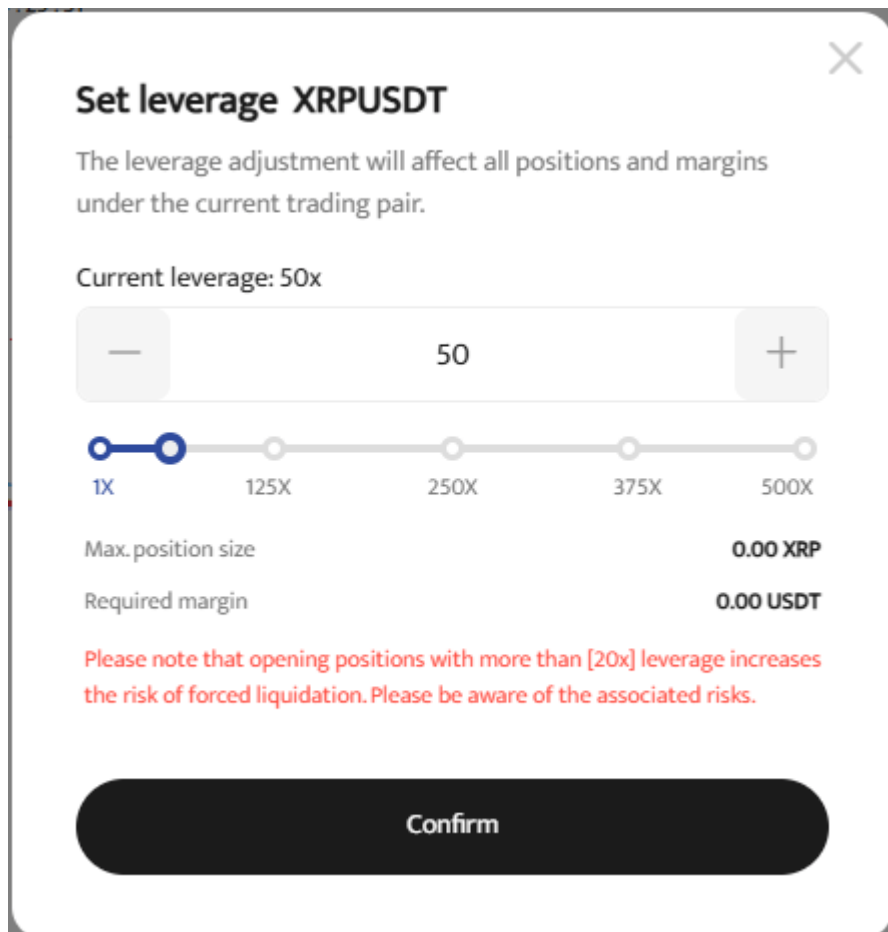 Set leverage XRPUSDT
The leverage adjustment will affect all positions and margins
under the current trading pair.
Current leverage: 50x
50
1X 125X 250X 375X 500X
Max. position size 0.00 XRP
Required margin 0.00 USDT
Please note that opening positions with more than [20x] leverage increases
the risk of forced liquidation. Please be aware of the associated risks.
Confirm